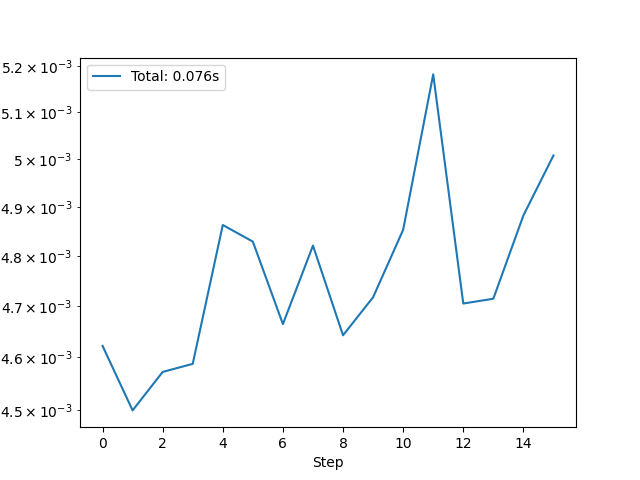 Total: 0.076s
5.2 × 10⁻³
5.1 × 10⁻³
5 × 10⁻³
4.9 × 10⁻³
4.8 × 10⁻³
4.7 × 10⁻³
4.6 × 10⁻³
4.5 × 10⁻³
0 2 4 6 8 10 12 14
Step